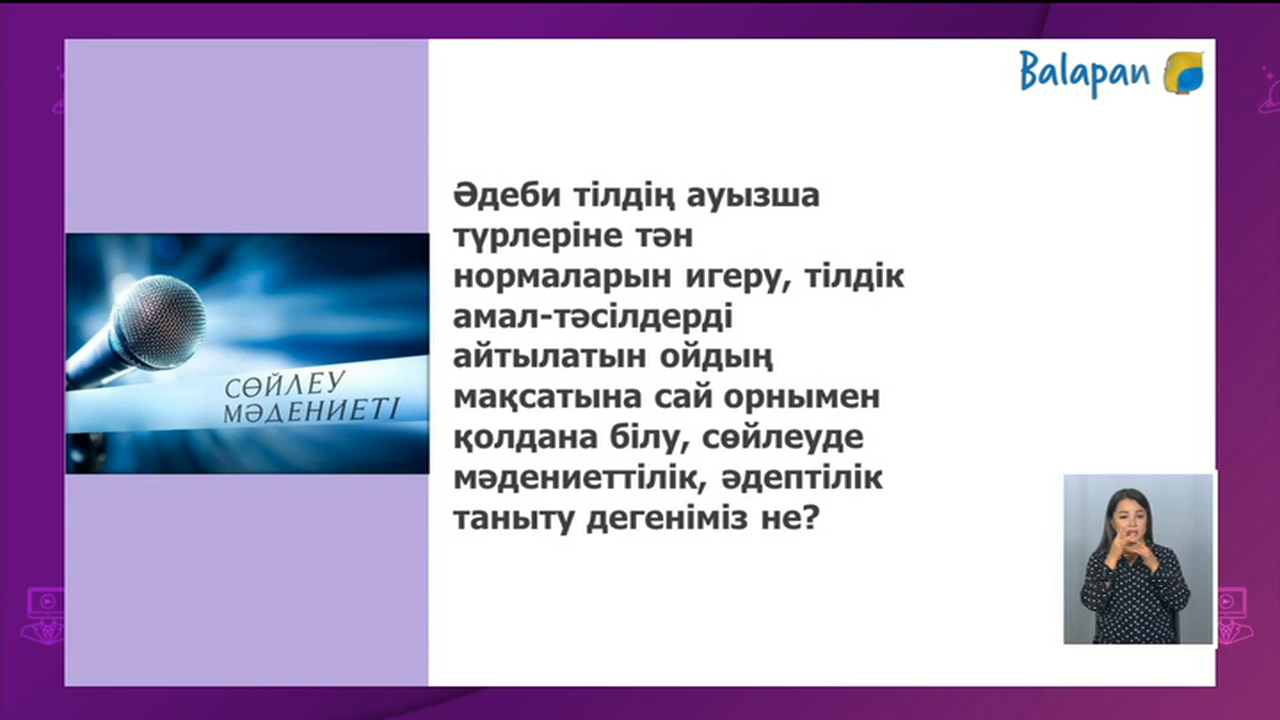 Balapan
Әдеби тілдің ауызша
түрлеріне тән
нормаларын игеру, тілдік
амал-тәсілдерді
айтылатын ойдың
мақсатына сай орнымен
қолдана білу, сөйлеуде
мәдениеттілік, әдептілік
таныту дегеніміз не?
СӨЙЛЕУ
МӘДЕНИЕТІ